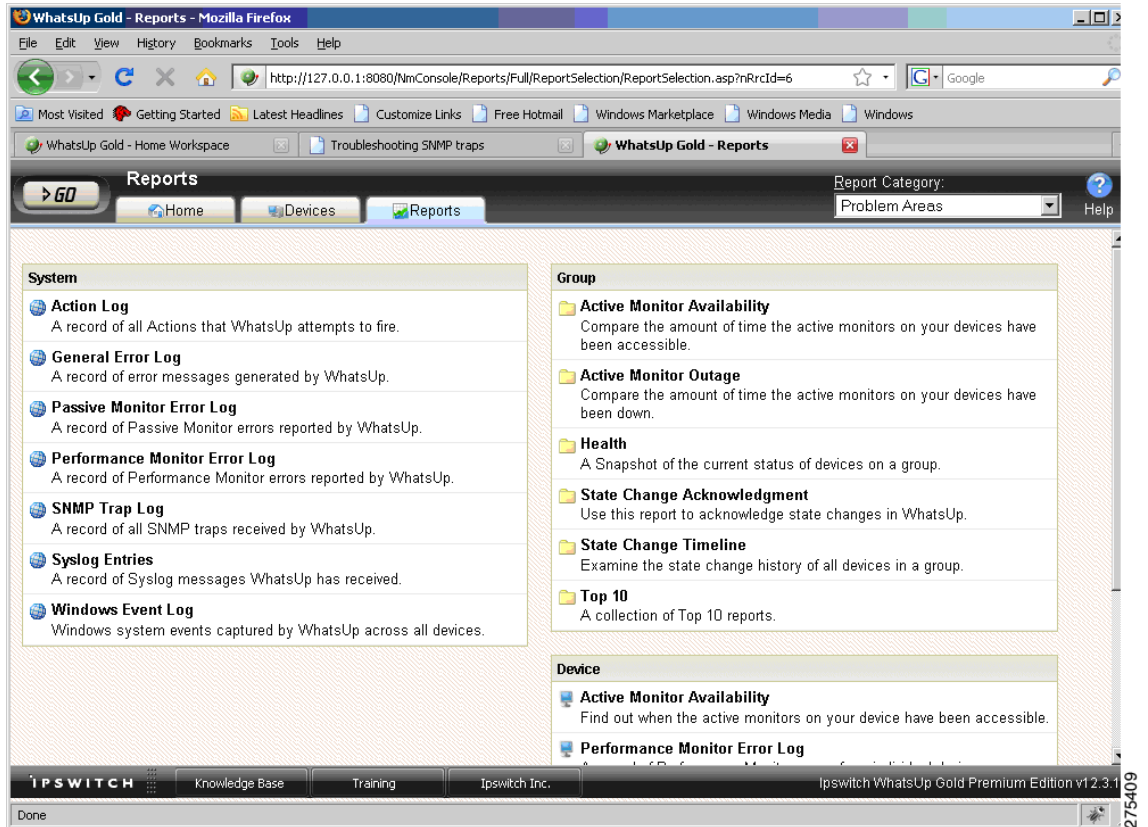 WhatsUp Gold - Reports - Mozilla Firefox
File Edit View History Bookmarks Tools Help
http://127.0.0.1:8080/NmConsole/Reports/Full/ReportSelection/ReportSelection.asp?nRrcId=6
G Google
Most Visited Getting Started Latest Headlines Customize Links Free Hotmail Windows Marketplace Windows Media Windows
WhatsUp Gold - Home Workspace Troubleshooting SNMP traps WhatsUp Gold - Reports
GO
Reports
Home Devices Reports
Report Category:
Problem Areas
Help
System
Action Log
A record of all Actions that WhatsUp attempts to fire.
General Error Log
A record of error messages generated by WhatsUp.
Passive Monitor Error Log
A record of Passive Monitor errors reported by WhatsUp.
Performance Monitor Error Log
A record of Performance Monitor errors reported by WhatsUp.
SNMP Trap Log
A record of all SNMP traps received by WhatsUp.
Syslog Entries
A record of Syslog messages WhatsUp has received.
Windows Event Log
Windows system events captured by WhatsUp across all devices.
Group
Active Monitor Availability
Compare the amount of time the active monitors on your devices have
been accessible.
Active Monitor Outage
Compare the amount of time the active monitors on your devices have
been down.
Health
A Snapshot of the current status of devices on a group.
State Change Acknowledgment
Use this report to acknowledge state changes in WhatsUp.
State Change Timeline
Examine the state change history of all devices in a group.
Top 10
A collection of Top 10 reports.
Device
Active Monitor Availability
Find out when the active monitors on your device have been accessible.
Performance Monitor Error Log
IPSWITCH Knowledge Base Training Ipswitch Inc. Ipswitch WhatsUp Gold Premium Edition v12.3.1
Done
275409